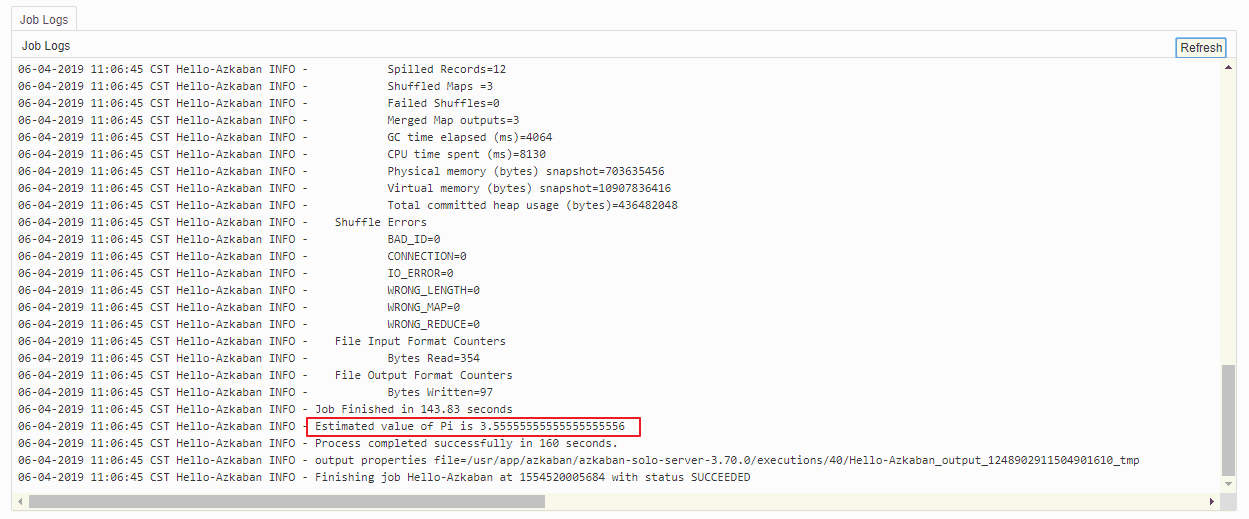 Job Logs
Job Logs
Refresh
06-04-2019 11:06:45 CST Hello-Azkaban INFO - Spilled Records=12
06-04-2019 11:06:45 CST Hello-Azkaban INFO - Shuffled Maps =3
06-04-2019 11:06:45 CST Hello-Azkaban INFO - Failed Shuffles=0
06-04-2019 11:06:45 CST Hello-Azkaban INFO - Merged Map outputs=3
06-04-2019 11:06:45 CST Hello-Azkaban INFO - GC time elapsed (ms)=4064
06-04-2019 11:06:45 CST Hello-Azkaban INFO - CPU time spent (ms)=8130
06-04-2019 11:06:45 CST Hello-Azkaban INFO - Physical memory (bytes) snapshot=703635456
06-04-2019 11:06:45 CST Hello-Azkaban INFO - Virtual memory (bytes) snapshot=10907836416
06-04-2019 11:06:45 CST Hello-Azkaban INFO - Total committed heap usage (bytes)=436482048
06-04-2019 11:06:45 CST Hello-Azkaban INFO - Shuffle Errors
06-04-2019 11:06:45 CST Hello-Azkaban INFO - BAD_ID=0
06-04-2019 11:06:45 CST Hello-Azkaban INFO - CONNECTION=0
06-04-2019 11:06:45 CST Hello-Azkaban INFO - IO_ERROR=0
06-04-2019 11:06:45 CST Hello-Azkaban INFO - WRONG_LENGTH=0
06-04-2019 11:06:45 CST Hello-Azkaban INFO - WRONG_MAP=0
06-04-2019 11:06:45 CST Hello-Azkaban INFO - WRONG_REDUCE=0
06-04-2019 11:06:45 CST Hello-Azkaban INFO - File Input Format Counters
06-04-2019 11:06:45 CST Hello-Azkaban INFO - Bytes Read=354
06-04-2019 11:06:45 CST Hello-Azkaban INFO - File Output Format Counters
06-04-2019 11:06:45 CST Hello-Azkaban INFO - Bytes Written=97
06-04-2019 11:06:45 CST Hello-Azkaban INFO - Job Finished in 143.83 seconds
06-04-2019 11:06:45 CST Hello-Azkaban INFO - Estimated value of Pi is 3.55555555555555555556
06-04-2019 11:06:45 CST Hello-Azkaban INFO - Process completed successfully in 160 seconds.
06-04-2019 11:06:45 CST Hello-Azkaban INFO - output properties file=/usr/app/azkaban/azkaban-solo-server-3.70.0/executions/40/Hello-Azkaban_output_1248902911504901610_tmp
06-04-2019 11:06:45 CST Hello-Azkaban INFO - Finishing job Hello-Azkaban at 1554520005684 with status SUCCEEDED